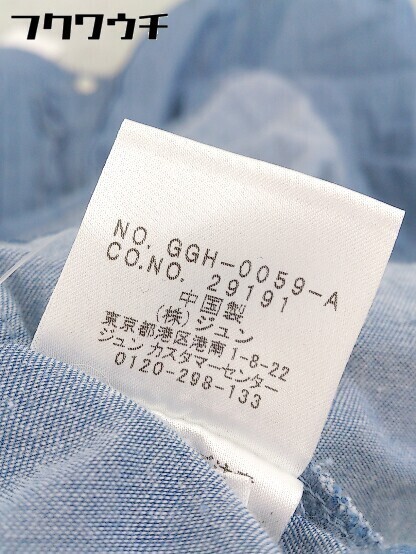 フクワウチ
NO. GGH-0059-A
CO.NO. 29191
中国製
(株)ジュン
東京都港区港南1-8-22
ジュン カスタマーセンター
0120-298-133